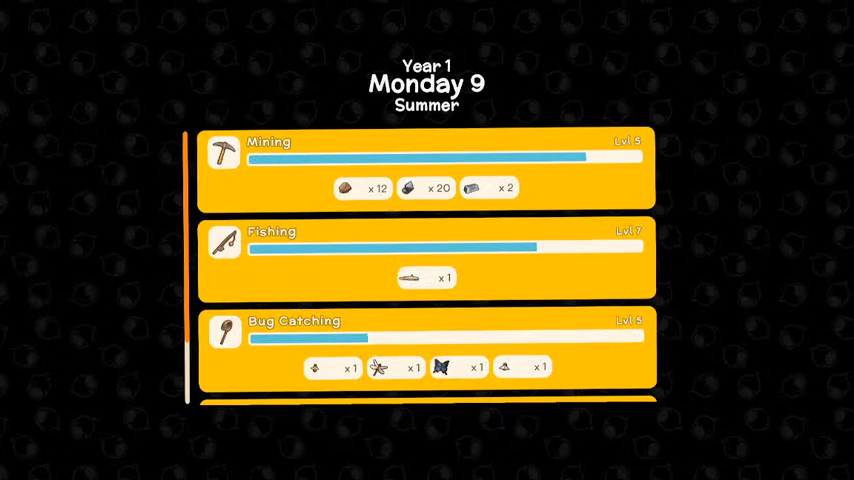 Year 1
Monday 9
Summer
Mining Lvl 5
x 12 x 20 x 2
Fishing Lvl 7
x 1
Bug Catching Lvl 5
x 1 x 1 x 1 x 1